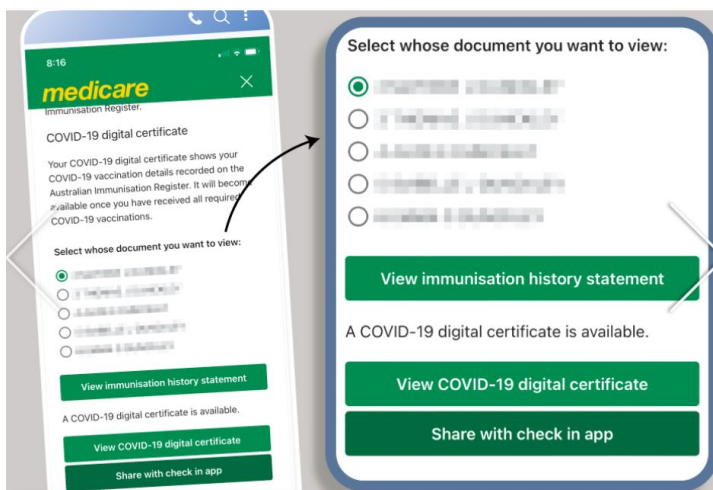 8:16
medicare
Immunisation Register.
COVID-19 digital certificate
Your COVID-19 digital certificate shows your
COVID-19 vaccination details recorded on the
Australian Immunisation Register. It will become
available once you have received all required
COVID-19 vaccinations.
Select whose document you want to view:
View immunisation history statement
A COVID-19 digital certificate is available.
View COVID-19 digital certificate
Share with check in app
Select whose document you want to view:
View immunisation history statement
A COVID-19 digital certificate is available.
View COVID-19 digital certificate
Share with check in app